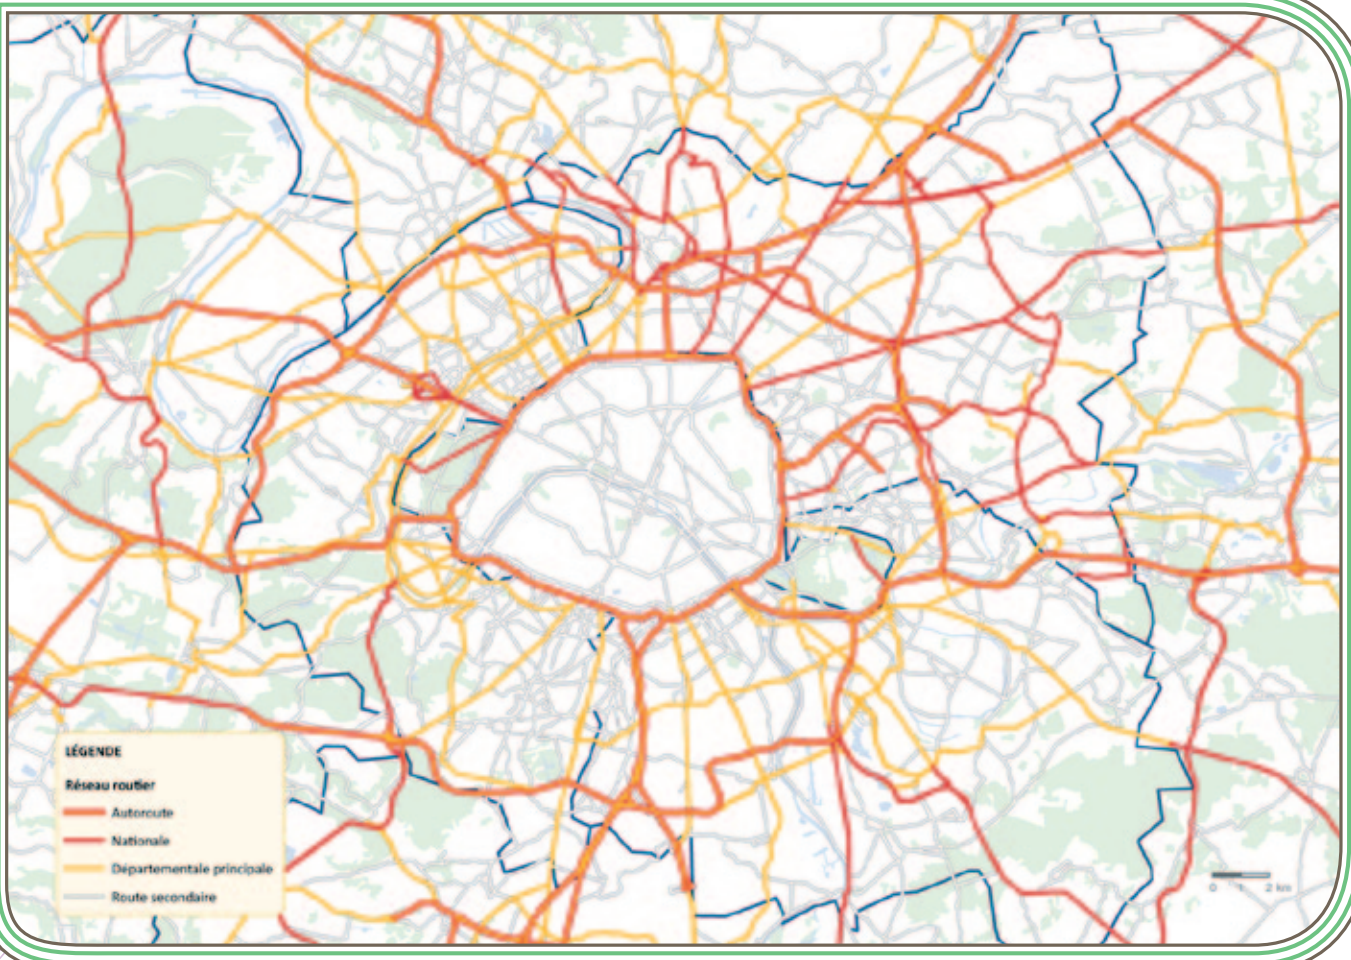 LÉGENDE
Réseau routier
Autoroute
Nationale
Départementale principale
Route secondaire
0 1 2 km